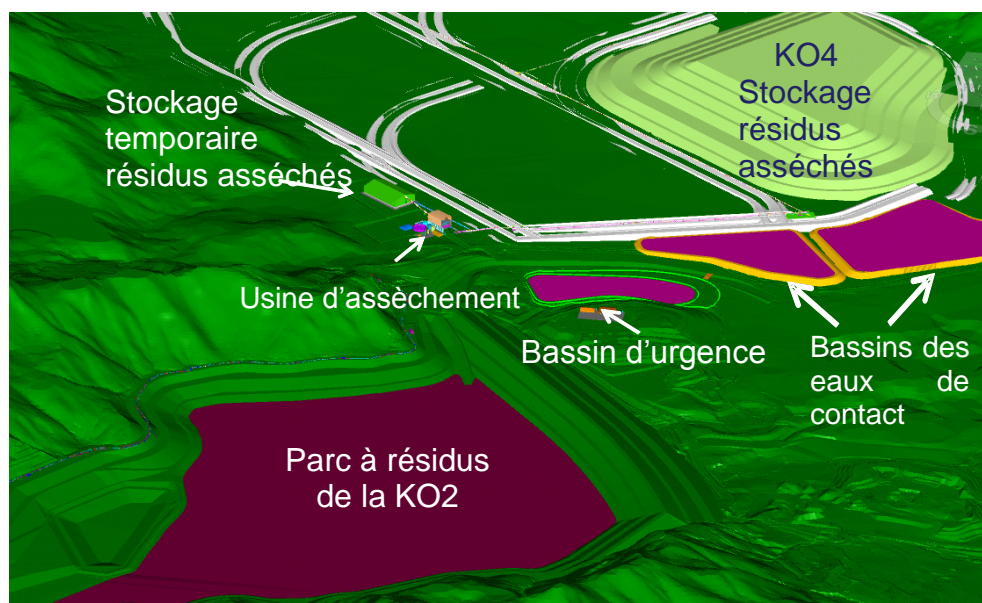 KO4
Stockage
résidus
asséchés
Stockage
temporaire
résidus asséchés
Usine d’assèchement
Bassin d’urgence
Bassins des
eaux de
contact
Parc à résidus
de la KO2